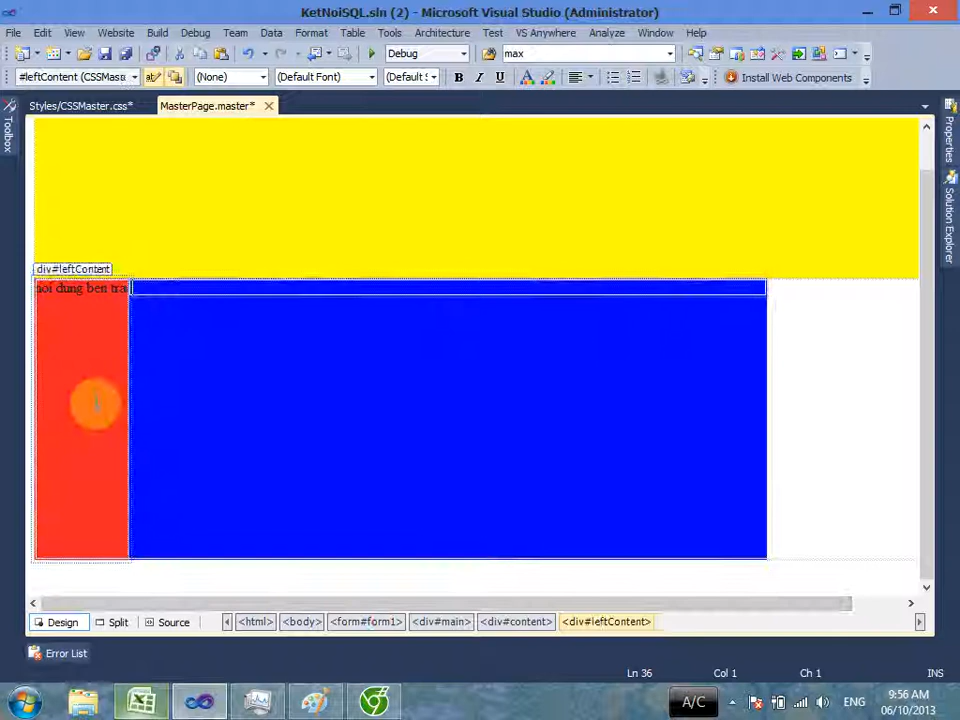 KetNoiSQL.sln (2) - Microsoft Visual Studio (Administrator)
File Edit View Website Build Debug Team Data Format Table Tools Architecture Test VS Anywhere Analyze Window Help
Debug max
#leftContent (CSSMas (None) (Default Font) (Default S B I U A Install Web Components
Styles/CSSMaster.css* MasterPage.master*
Toolbox
Properties
Solution Explorer
div#leftContent
noi dung ben tra
Design Split Source <html> <body> <form#form1> <div#main> <div#content> <div#leftContent>
Error List
Ln 36 Col 1 Ch 1 INS
A/C ENG 9:56 AM
06/10/2013